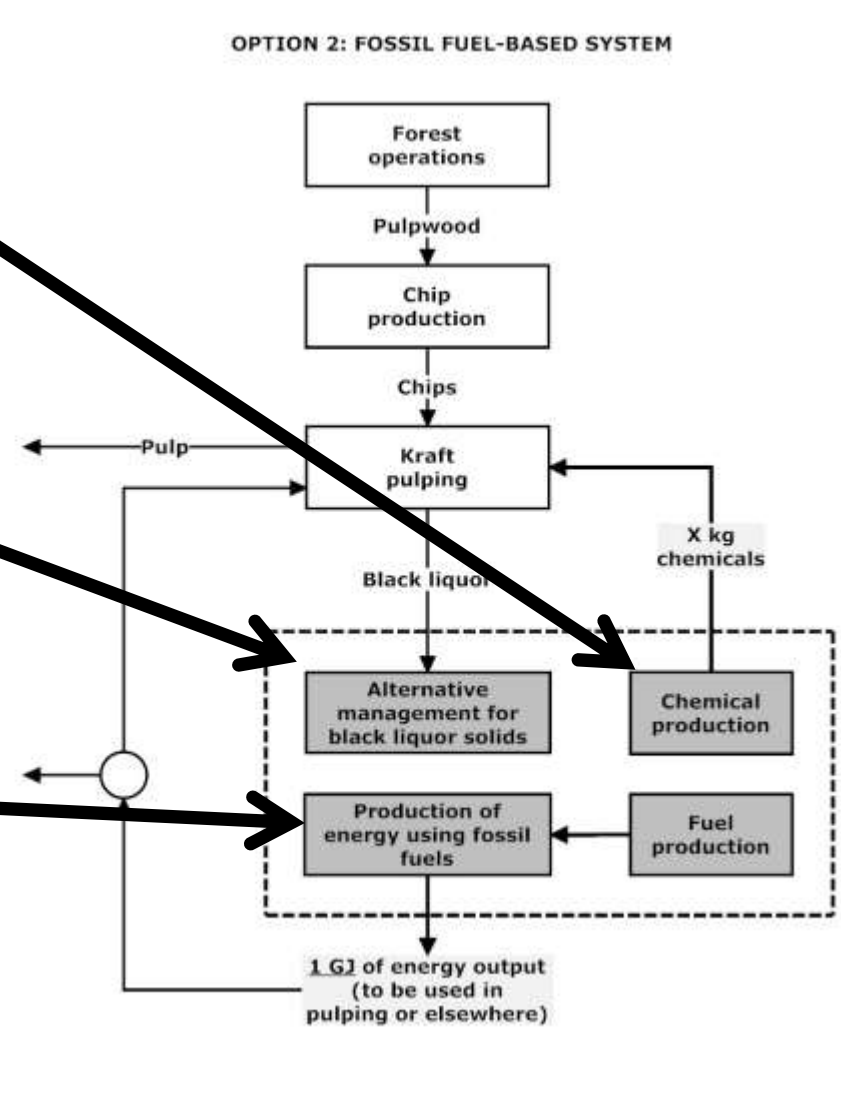 OPTION 2: FOSSIL FUEL-BASED SYSTEM
Forest
operations
Pulpwood
Chip
production
Chips
Pulp
Kraft
pulping
X kg
chemicals
Black liquor
Alternative
management for
black liquor solids
Chemical
production
Production of
energy using fossil
fuels
Fuel
production
1 GJ of energy output
(to be used in
pulping or elsewhere)